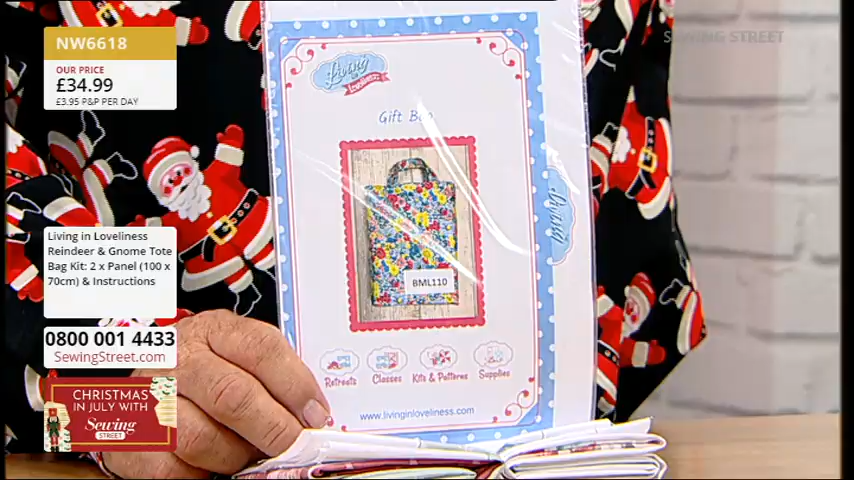 NW6618
OUR PRICE
£34.99
£3.95 P&P PER DAY
Living in Loveliness
Reindeer & Gnome Tote
Bag Kit: 2 x Panel (100 x
70cm) & Instructions
0800 001 4433
SewingStreet.com
CHRISTMAS
IN JULY WITH
Sewing
STREET
SEWING STREET
Living
in
Loveliness
Gift Bag
BML110
Living
Retreats
Classes
Kits & Patterns
Supplies
www.livinginloveliness.com